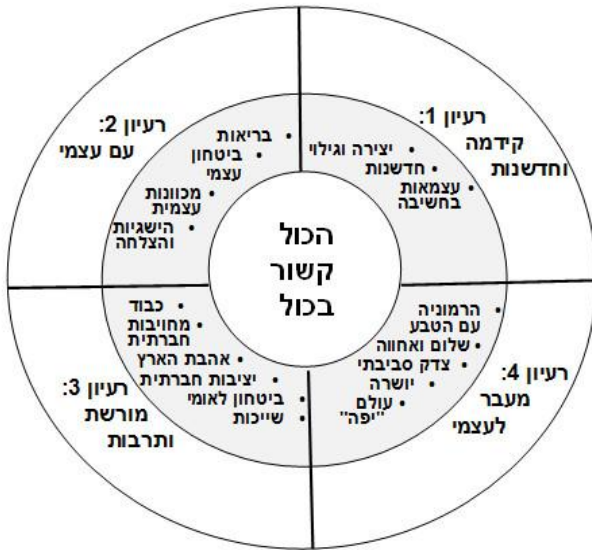 רעיון 1:
קידמה
וחדשנות
• יצירה וגילוי
• חדשנות
• עצמאות
בחשיבה
רעיון 2:
עם עצמי
• בריאות
• ביטחון
עצמי
• מכוונות
עצמית
• הישגיות
והצלחה
הכול
קשור
בכול
רעיון 3:
מורשת
ותרבות
• כבוד
• מחויבות
חברתית
• אהבת הארץ
• יציבות חברתית
• ביטחון לאומי
• שייכות
רעיון 4:
מעבר
לעצמי
• הרמוניה
עם הטבע
• שלום ואחווה
• צדק סביבתי
• יושרה
• עולם
"יפה"